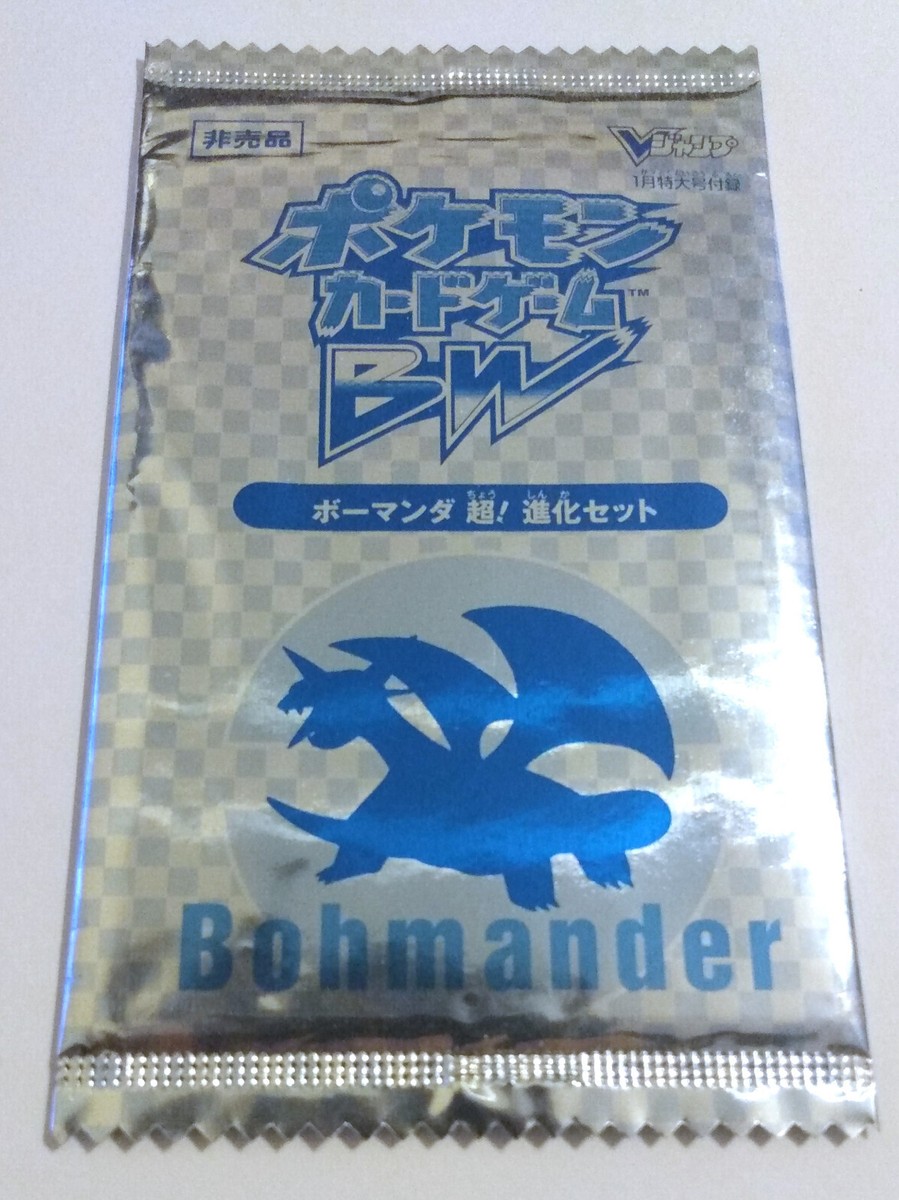 非売品
Vジャンプ
1月特大号付録
ポケモン
カードゲーム™
BW
ボーマンダ 超! 進化セット
Bohmander